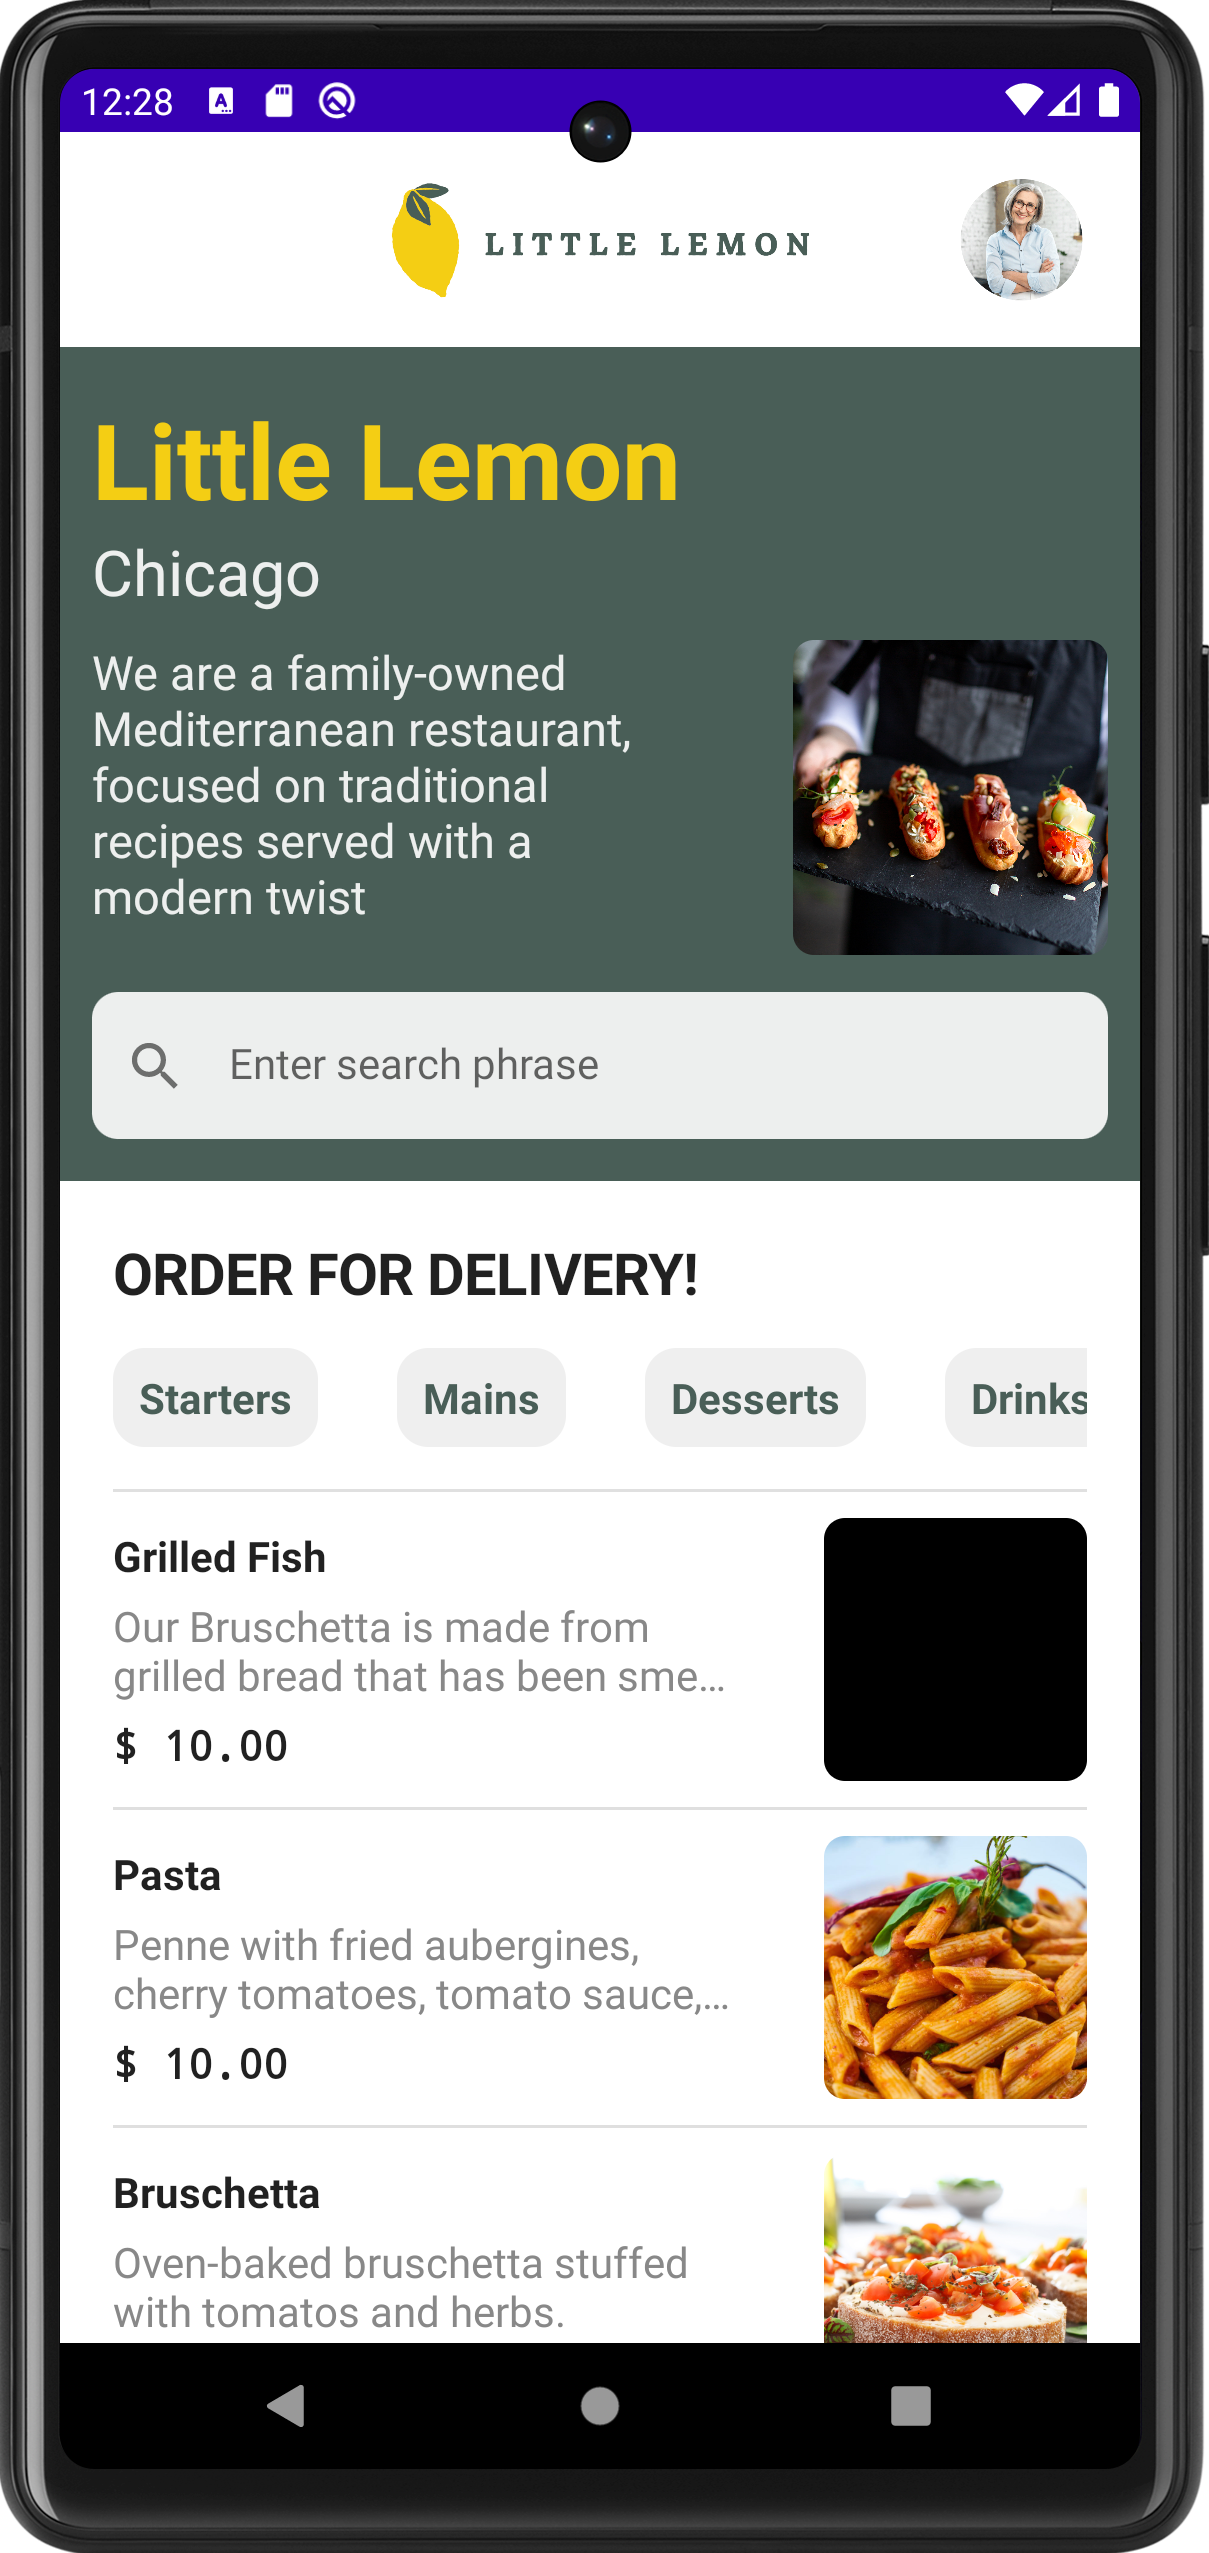 12:28
LITTLE LEMON
Little Lemon
Chicago
We are a family-owned
Mediterranean restaurant,
focused on traditional
recipes served with a
modern twist
Enter search phrase
ORDER FOR DELIVERY!
Starters Mains Desserts Drinks
Grilled Fish
Our Bruschetta is made from
grilled bread that has been sme...
$ 10.00
Pasta
Penne with fried aubergines,
cherry tomatoes, tomato sauce,...
$ 10.00
Bruschetta
Oven-baked bruschetta stuffed
with tomatos and herbs.